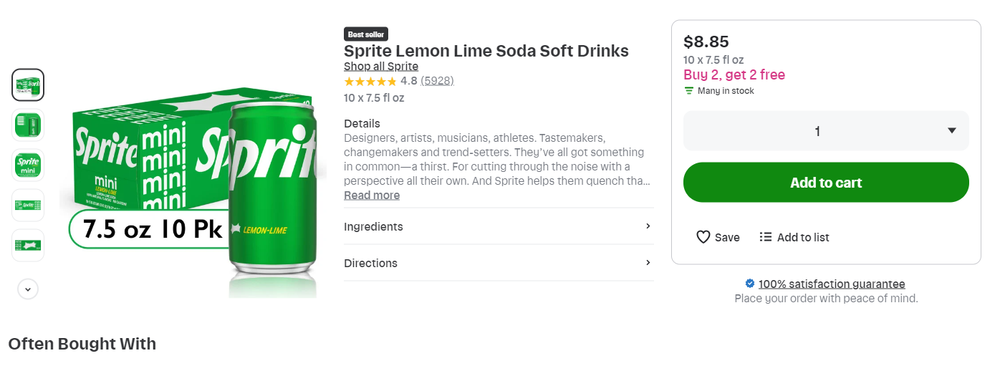 Best seller
Sprite Lemon Lime Soda Soft Drinks
Shop all Sprite
4.8 (5928)
10 x 7.5 fl oz
Details
Designers, artists, musicians, athletes. Tastemakers,
changemakers and trend-setters. They’ve all got something
in common—a thirst. For cutting through the noise with a
perspective all their own. And Sprite helps them quench tha...
Read more
Ingredients
Directions
Sprite
mini
LEMON-LIME
mini
mini
mini
mini
Sprite
LEMON-LIME
7.5 oz 10 Pk
$8.85
10 x 7.5 fl oz
Buy 2, get 2 free
Many in stock
1
Add to cart
Save
Add to list
100% satisfaction guarantee
Place your order with peace of mind.
Often Bought With